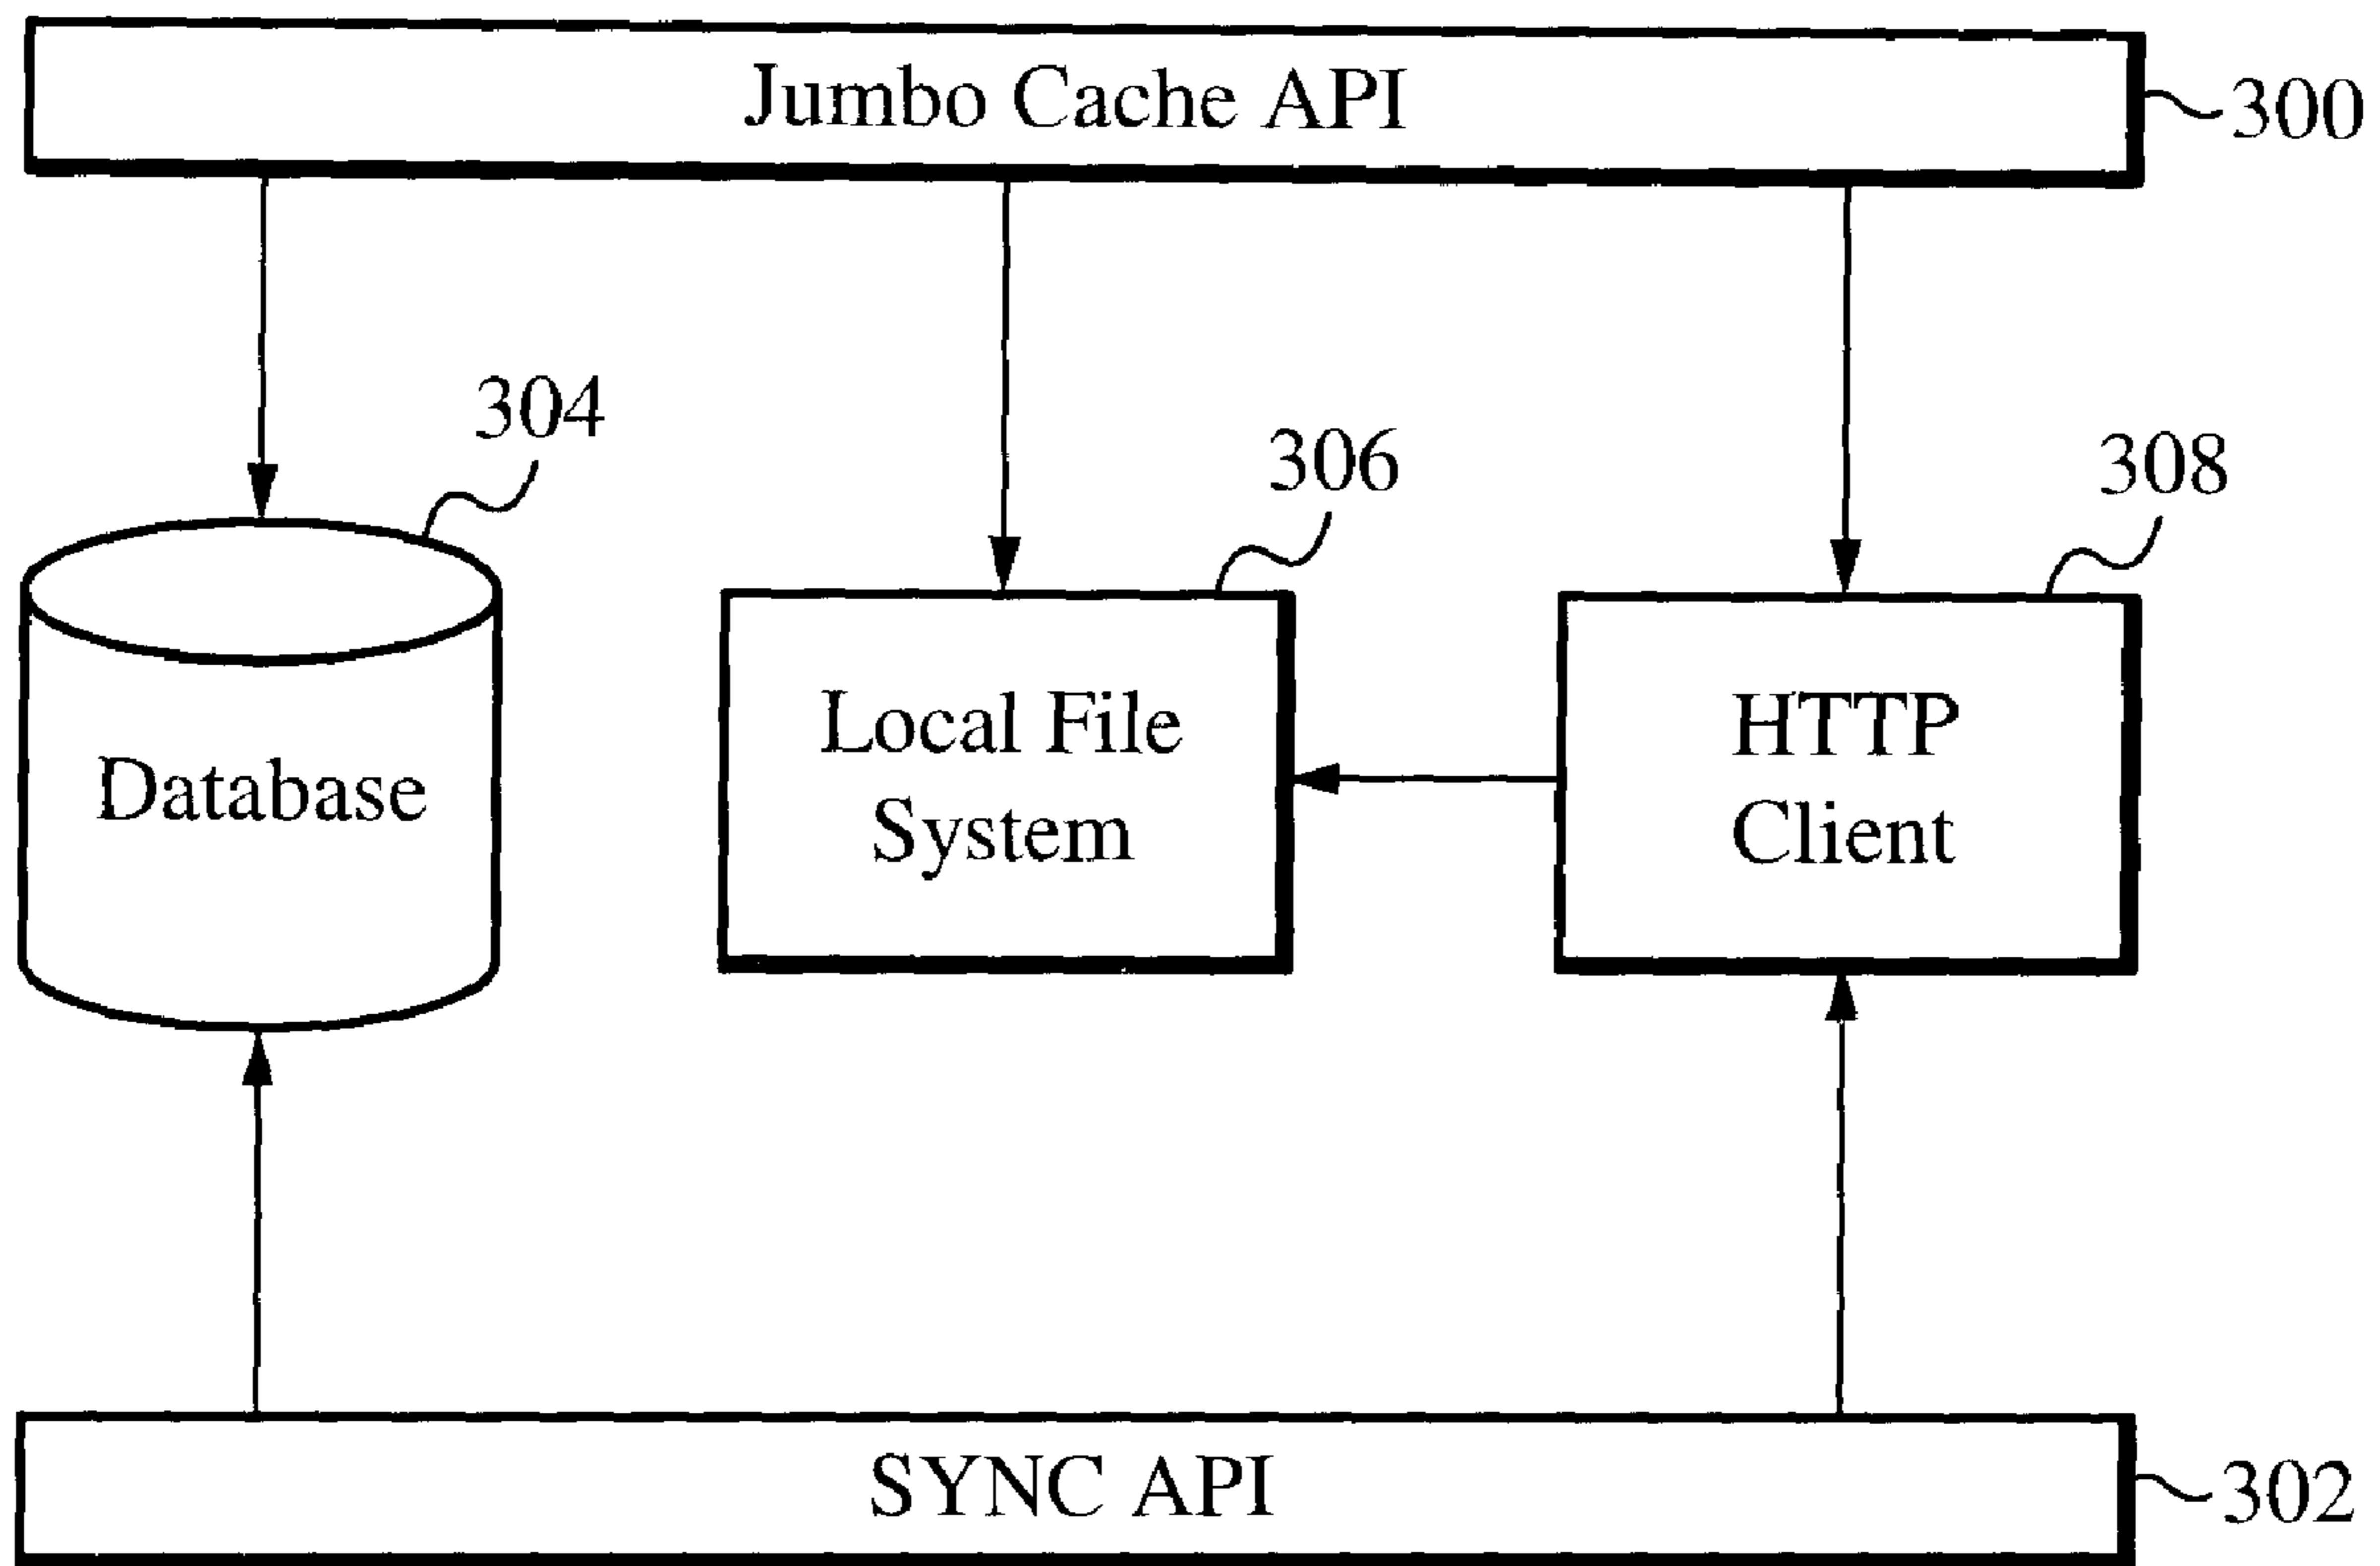 Jumbo Cache API
300
304
306
308
Database
Local File
System
HTTP
Client
SYNC API
302